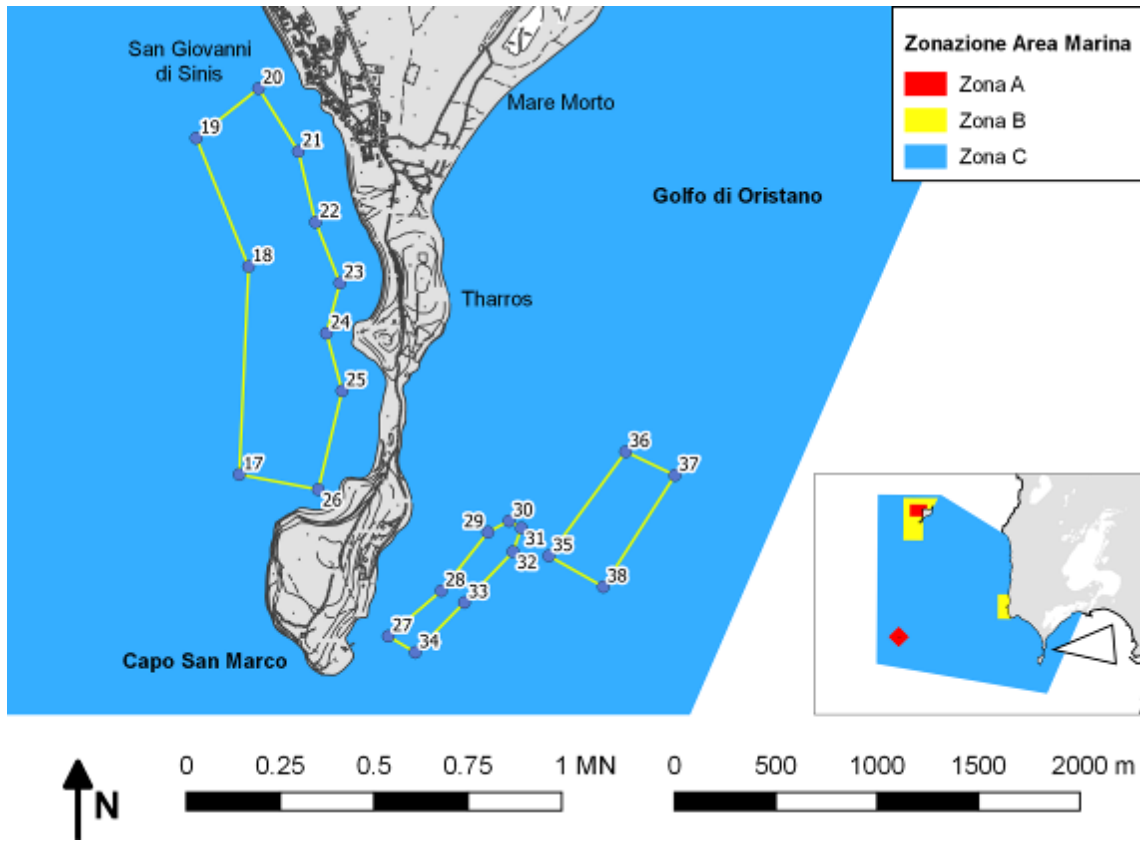 San Giovanni
di Sinis
20
19
21
22
18
23
24
25
17
26
Mare Morto
Golfo di Oristano
Tharros
36
37
30
29
31
35
32
28
38
33
27
34
Capo San Marco
Zonazione Area Marina
Zona A
Zona B
Zona C
N
0 0.25 0.5 0.75 1 MN
0 500 1000 1500 2000 m